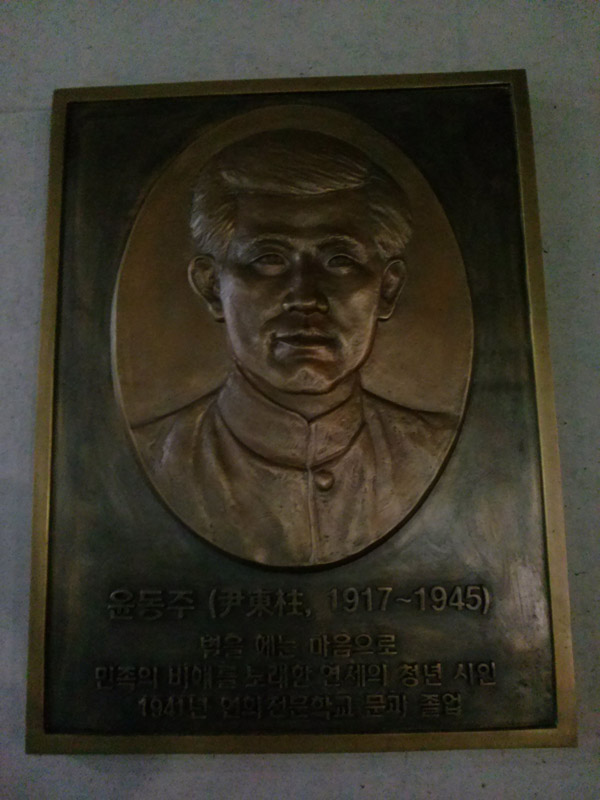 윤동주 (尹東柱, 1917~1945)
별을 헤는 마음으로
민족의 비애를 노래한 연세의 청년 시인
1941년 연희전문학교 문과 졸업